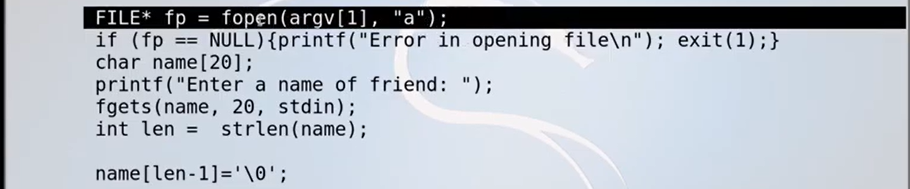 FILE* fp = fopen(argv[1], "a");
if (fp == NULL){printf("Error in opening file\n"); exit(1);}
char name[20];
printf("Enter a name of friend: ");
fgets(name, 20, stdin);
int len =  strlen(name);
name[len-1]='\0';